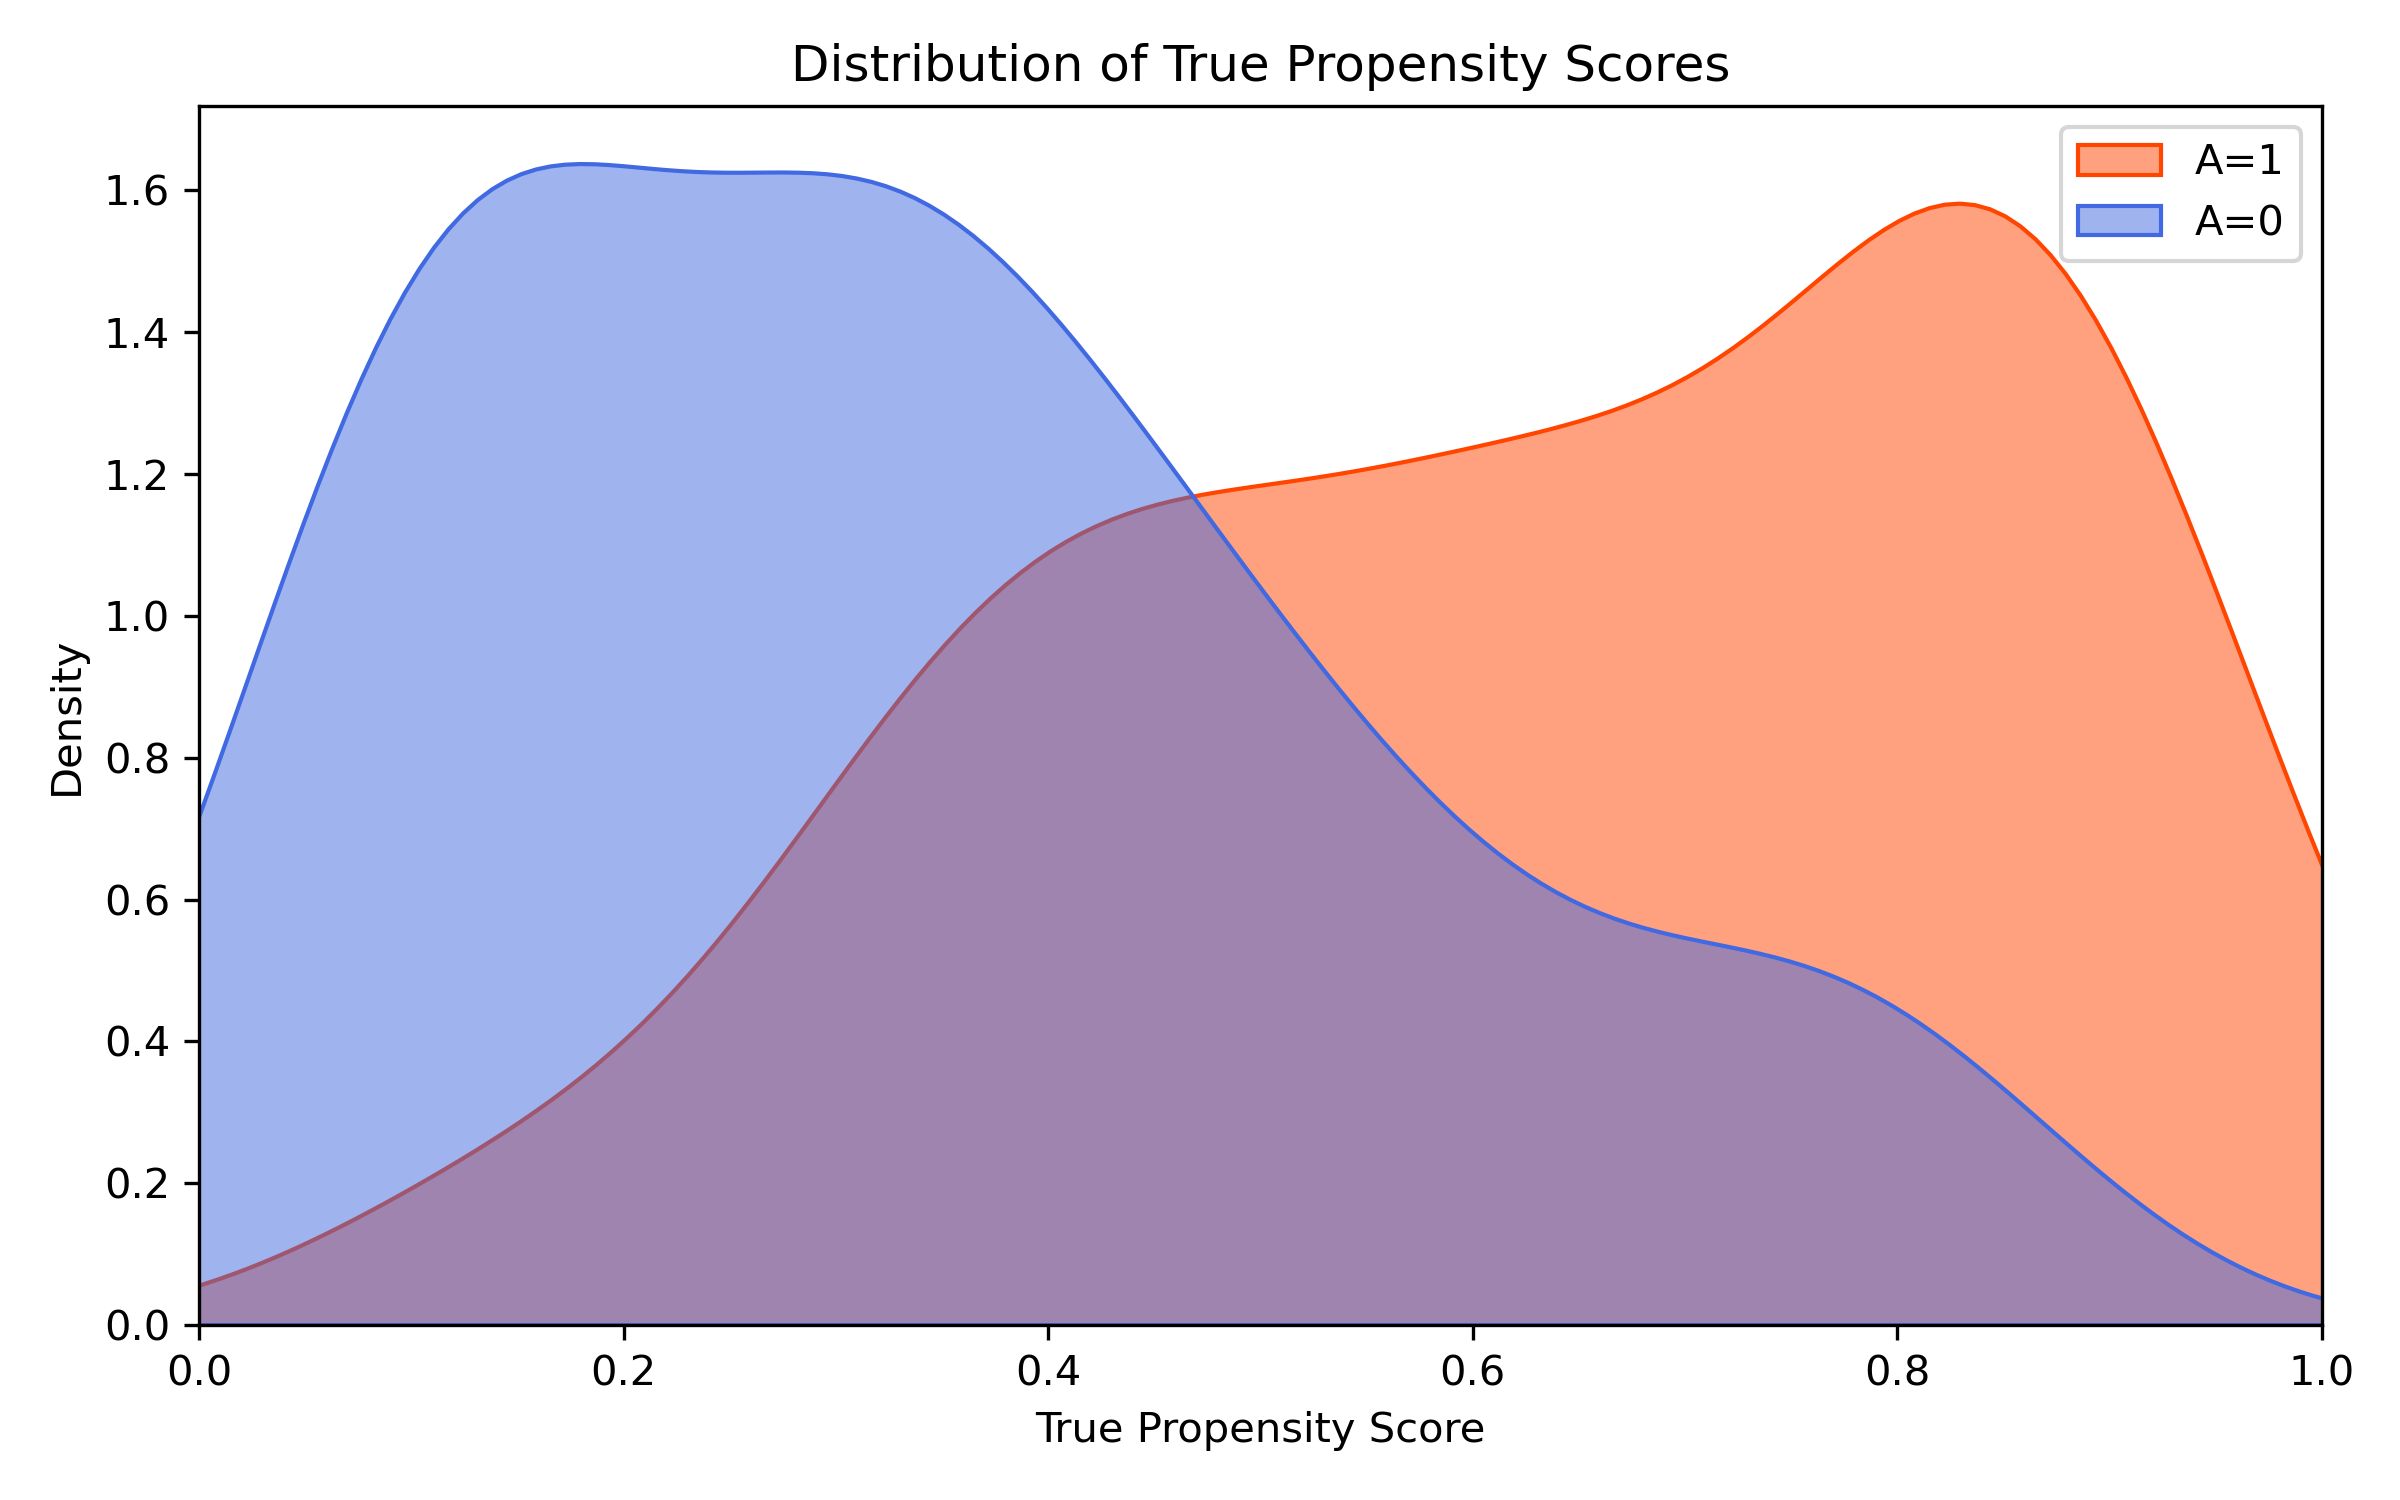 Distribution of True Propensity Scores
A=1
A=0
Density
1.6
1.4
1.2
1.0
0.8
0.6
0.4
0.2
0.0
0.0 0.2 0.4 0.6 0.8 1.0
True Propensity Score